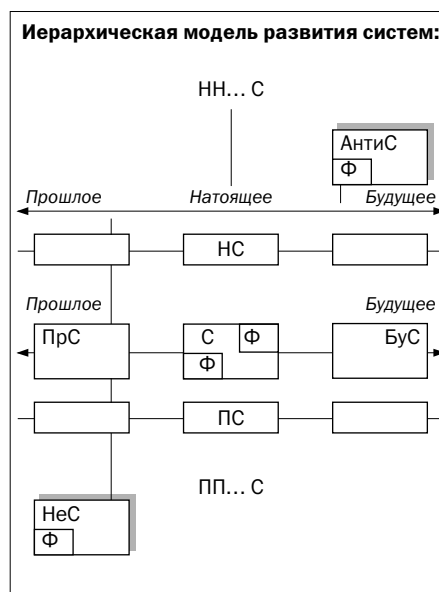 Иерархическая модель развития систем:
НН... С
АнтиС
Ф
Прошлое Натоящее Будущее
НС
Прошлое Будущее
ПрС С Ф БуС
Ф
ПС
ПП... С
НеС
Ф